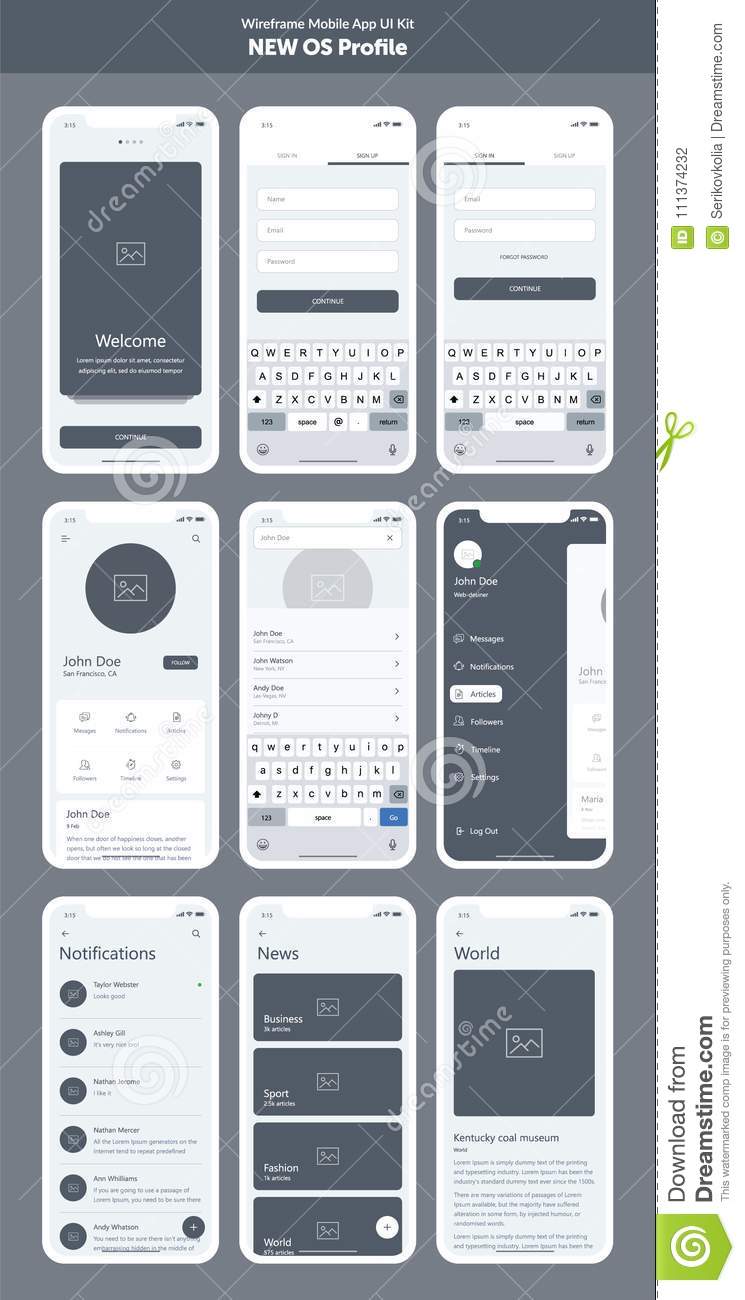 Wireframe Mobile App UI Kit
NEW OS Profile
3:15
Welcome
Lorem ipsum dolor sit amet, consectetur
adipiscing elit, sed do eiusmod tempor
CONTINUE
3:15
SIGN IN SIGN UP
Name
Email
Password
CONTINUE
Q W E R T Y U I O P
A S D F G H J K L
Z X C V B N M
123 space @ . return
3:15
SIGN IN SIGN UP
Email
Password
FORGOT PASSWORD
CONTINUE
Q W E R T Y U I O P
A S D F G H J K L
Z X C V B N M
123 space return
3:15
John Doe
FOLLOW
San Francisco, CA
Messages Notifications Articles
Followers Timeline Settings
John Doe
9 Feb
When one door of happiness closes, another
opens, but often we look so long at the closed
door that we do not see the one that has been
3:15
John Doe
John Doe
San Francisco, CA
John Watson
New York, NY
Andy Doe
Las-Vegas, NV
Johny D
Detroit, MI
q w e r t y u i o p
a s d f g h j k l
z x c v b n m
123 space . Go
3:15
John Doe
Web-desiner
Messages
Notifications
Articles
Followers
Timeline
Settings
Log Out
John
San Franc
Maria
3:15
Notifications
Taylor Webster
Looks good
Ashley Gill
It's very nice bro!
Nathan Jerome
I like it
Nathan Mercer
All the Lorem Ipsum generators on the
Internet tend to repeat predefined
Ann Whilliams
If you are going to use a passage of
Lorem Ipsum, you need to be sure there
Andy Whatson
You need to be sure there isn't anything
embarrassing hidden in the middle of
3:15
News
Business
3k articles
Sport
2.5k articles
Fashion
1k articles
World
875 articles
3:15
World
Kentucky coal museum
World
Lorem Ipsum is simply dummy text of the printing
and typesetting industry. Lorem Ipsum has been the
industry's standard dummy text ever since the 1500s.
There are many variations of passages of Lorem
Ipsum available, but the majority have suffered
alteration in some form, by injected humour, or
randomised words.
Lorem Ipsum is simply dummy text of the printing
and typesetting industry. Lorem Ipsum has been the
dreamstime
dreamstime
dreamstime
dreamstime
ID 111374232
© Serikovkolia | Dreamstime.com
Download from
Dreamstime.com
This watermarked comp image is for previewing purposes only.